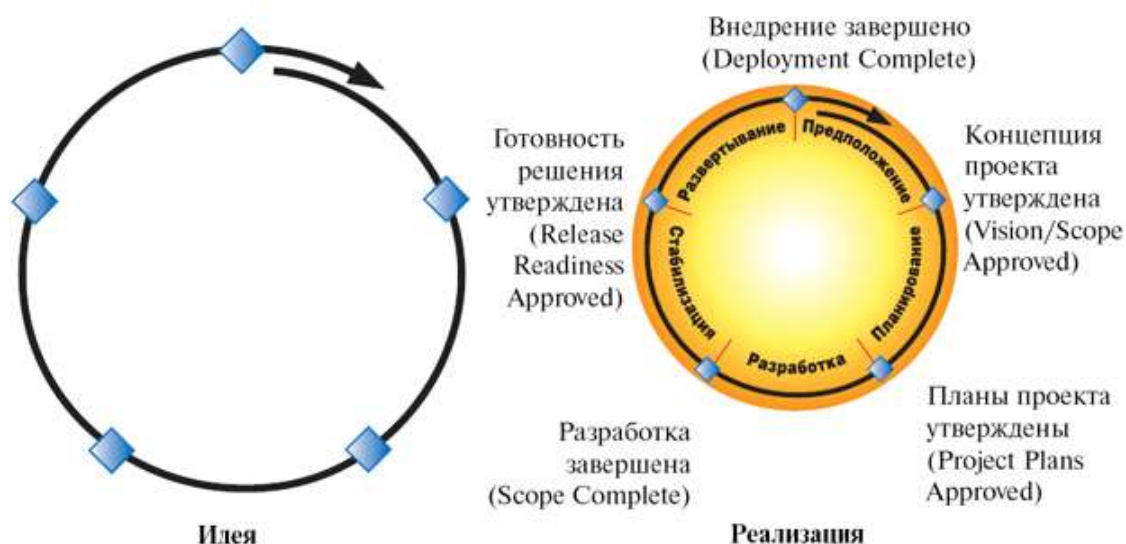 Внедрение завершено
(Deployment Complete)
Готовность
решения
утверждена
(Release
Readiness
Approved)
Развертывание
Предположение
Концепция
проекта
утверждена
(Vision/Scope
Approved)
Стабилизация
Планирование
Разработка
Разработка
завершена
(Scope Complete)
Планы проекта
утверждены
(Project Plans
Approved)
Идея
Реализация